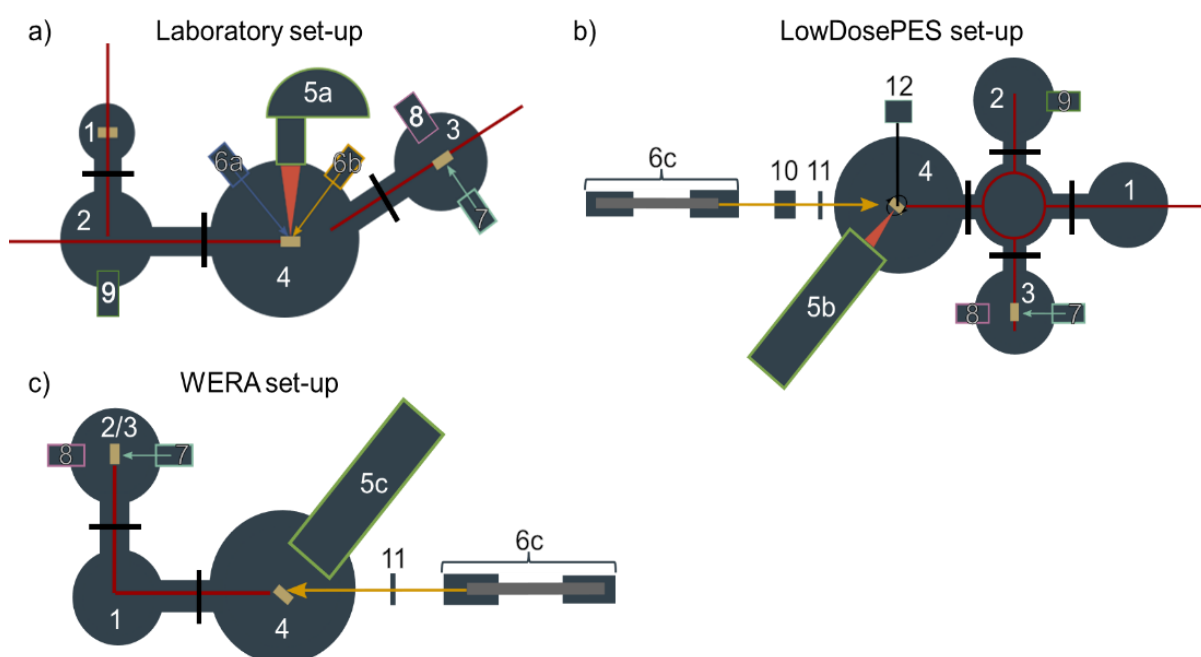 a) Laboratory set-up
1
2
9
6a
5a
6b
4
8
3
7
b) LowDosePES set-up
6c
10
11
12
4
5b
2
9
1
3
8
7
c) WERA set-up
2/3
8
7
1
5c
4
11
6c